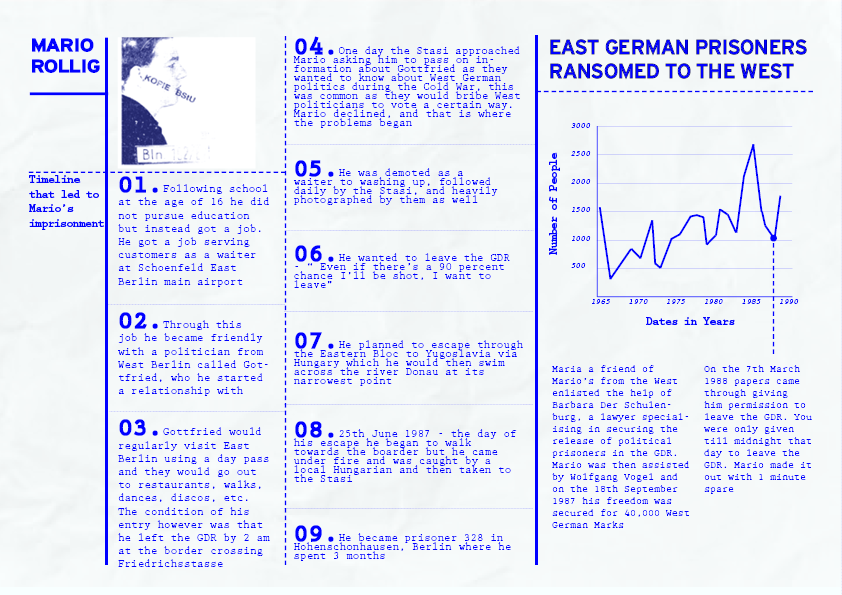 MARIO
ROLLIG
KOPIE BStU
Timeline
that led to
Mario's
imprisonment
01. Following school
at the age of 16 he did
not pursue education
but instead got a job.
He got a job serving
customers as a waiter
at Schoenfeld East
Berlin main airport
02. Through this
job he became friendly
with a politician from
West Berlin called Got-
tfried, who he started
a relationship with
03. Gottfried would
regularly visit East
Berlin using a day pass
and they would go out
to restaurants, walks,
dances, discos, etc.
The condition of his
entry however was that
he left the GDR by 2 am
at the border crossing
Friedrichsstasse
04. One day the Stasi approached
Mario asking him to pass on in-
formation about Gottfried as they
wanted to know about West German
politics during the Cold War, this
was common as they would bribe West
politicians to vote a certain way.
Mario declined, and that is where
the problems began
05. He was demoted as a
waiter to washing up, followed
daily by the Stasi, and heavily
photographed by them as well
06. He wanted to leave the GDR
- " Even if there's a 90 percent
chance I'll be shot, I want to
leave"
07. He planned to escape through
the Eastern Bloc to Yugoslavia via
Hungary which he would then swim
across the river Donau at its
narrowest point
08. 25th June 1987 - the day of
his escape he began to walk
towards the boarder but he came
under fire and was caught by a
local Hungarian and then taken to
the Stasi
09. He became prisoner 328 in
Hohenschonhausen, Berlin where he
spent 3 months
EAST GERMAN PRISONERS
RANSOMED TO THE WEST
Number of People
3000
2500
2000
1500
1000
500
1965 1970 1975 1980 1985 1990
Dates in Years
Maria a friend of
Mario's from the West
enlisted the help of
Barbara Der Schulen-
burg, a lawyer special-
ising in securing the
release of political
prisoners in the GDR.
Mario was then assisted
by Wolfgang Vogel and
on the 18th September
1987 his freedom was
secured for 40,000 West
German Marks
On the 7th March
1988 papers came
through giving
him permission to
leave the GDR. You
were only given
till midnight that
day to leave the
GDR. Mario made it
out with 1 minute
spare